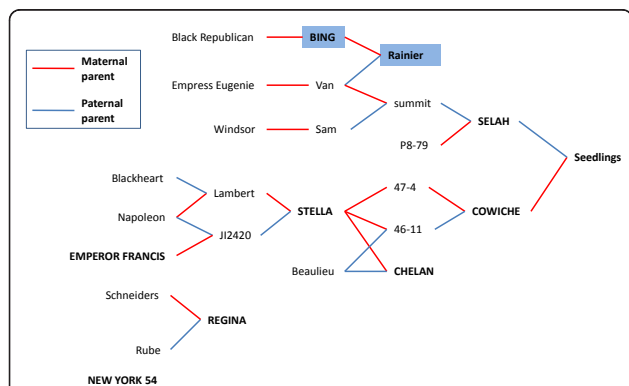 Black Republican
BING
Rainier
Maternal
parent
Paternal
parent
Empress Eugenie
Van
summit
SELAH
Windsor
Sam
P8-79
Seedlings
Blackheart
Lambert
47-4
Napoleon
STELLA
COWICHE
JI2420
46-11
EMPEROR FRANCIS
Beaulieu
CHELAN
Schneiders
REGINA
Rube
NEW YORK 54